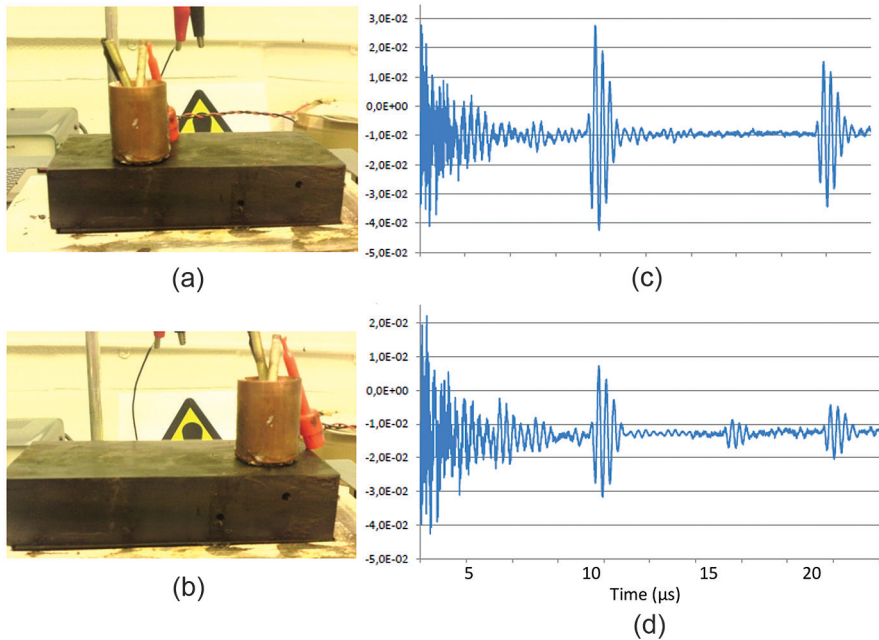 3,0E-02
2,0E-02
1,0E-02
0,0E+00
-1,0E-02
-2,0E-02
-3,0E-02
-4,0E-02
-5,0E-02
(a)
(c)
2,0E-02
1,0E-02
0,0E+00
-1,0E-02
-2,0E-02
-3,0E-02
-4,0E-02
-5,0E-02
5 10 15 20
Time (µs)
(b)
(d)